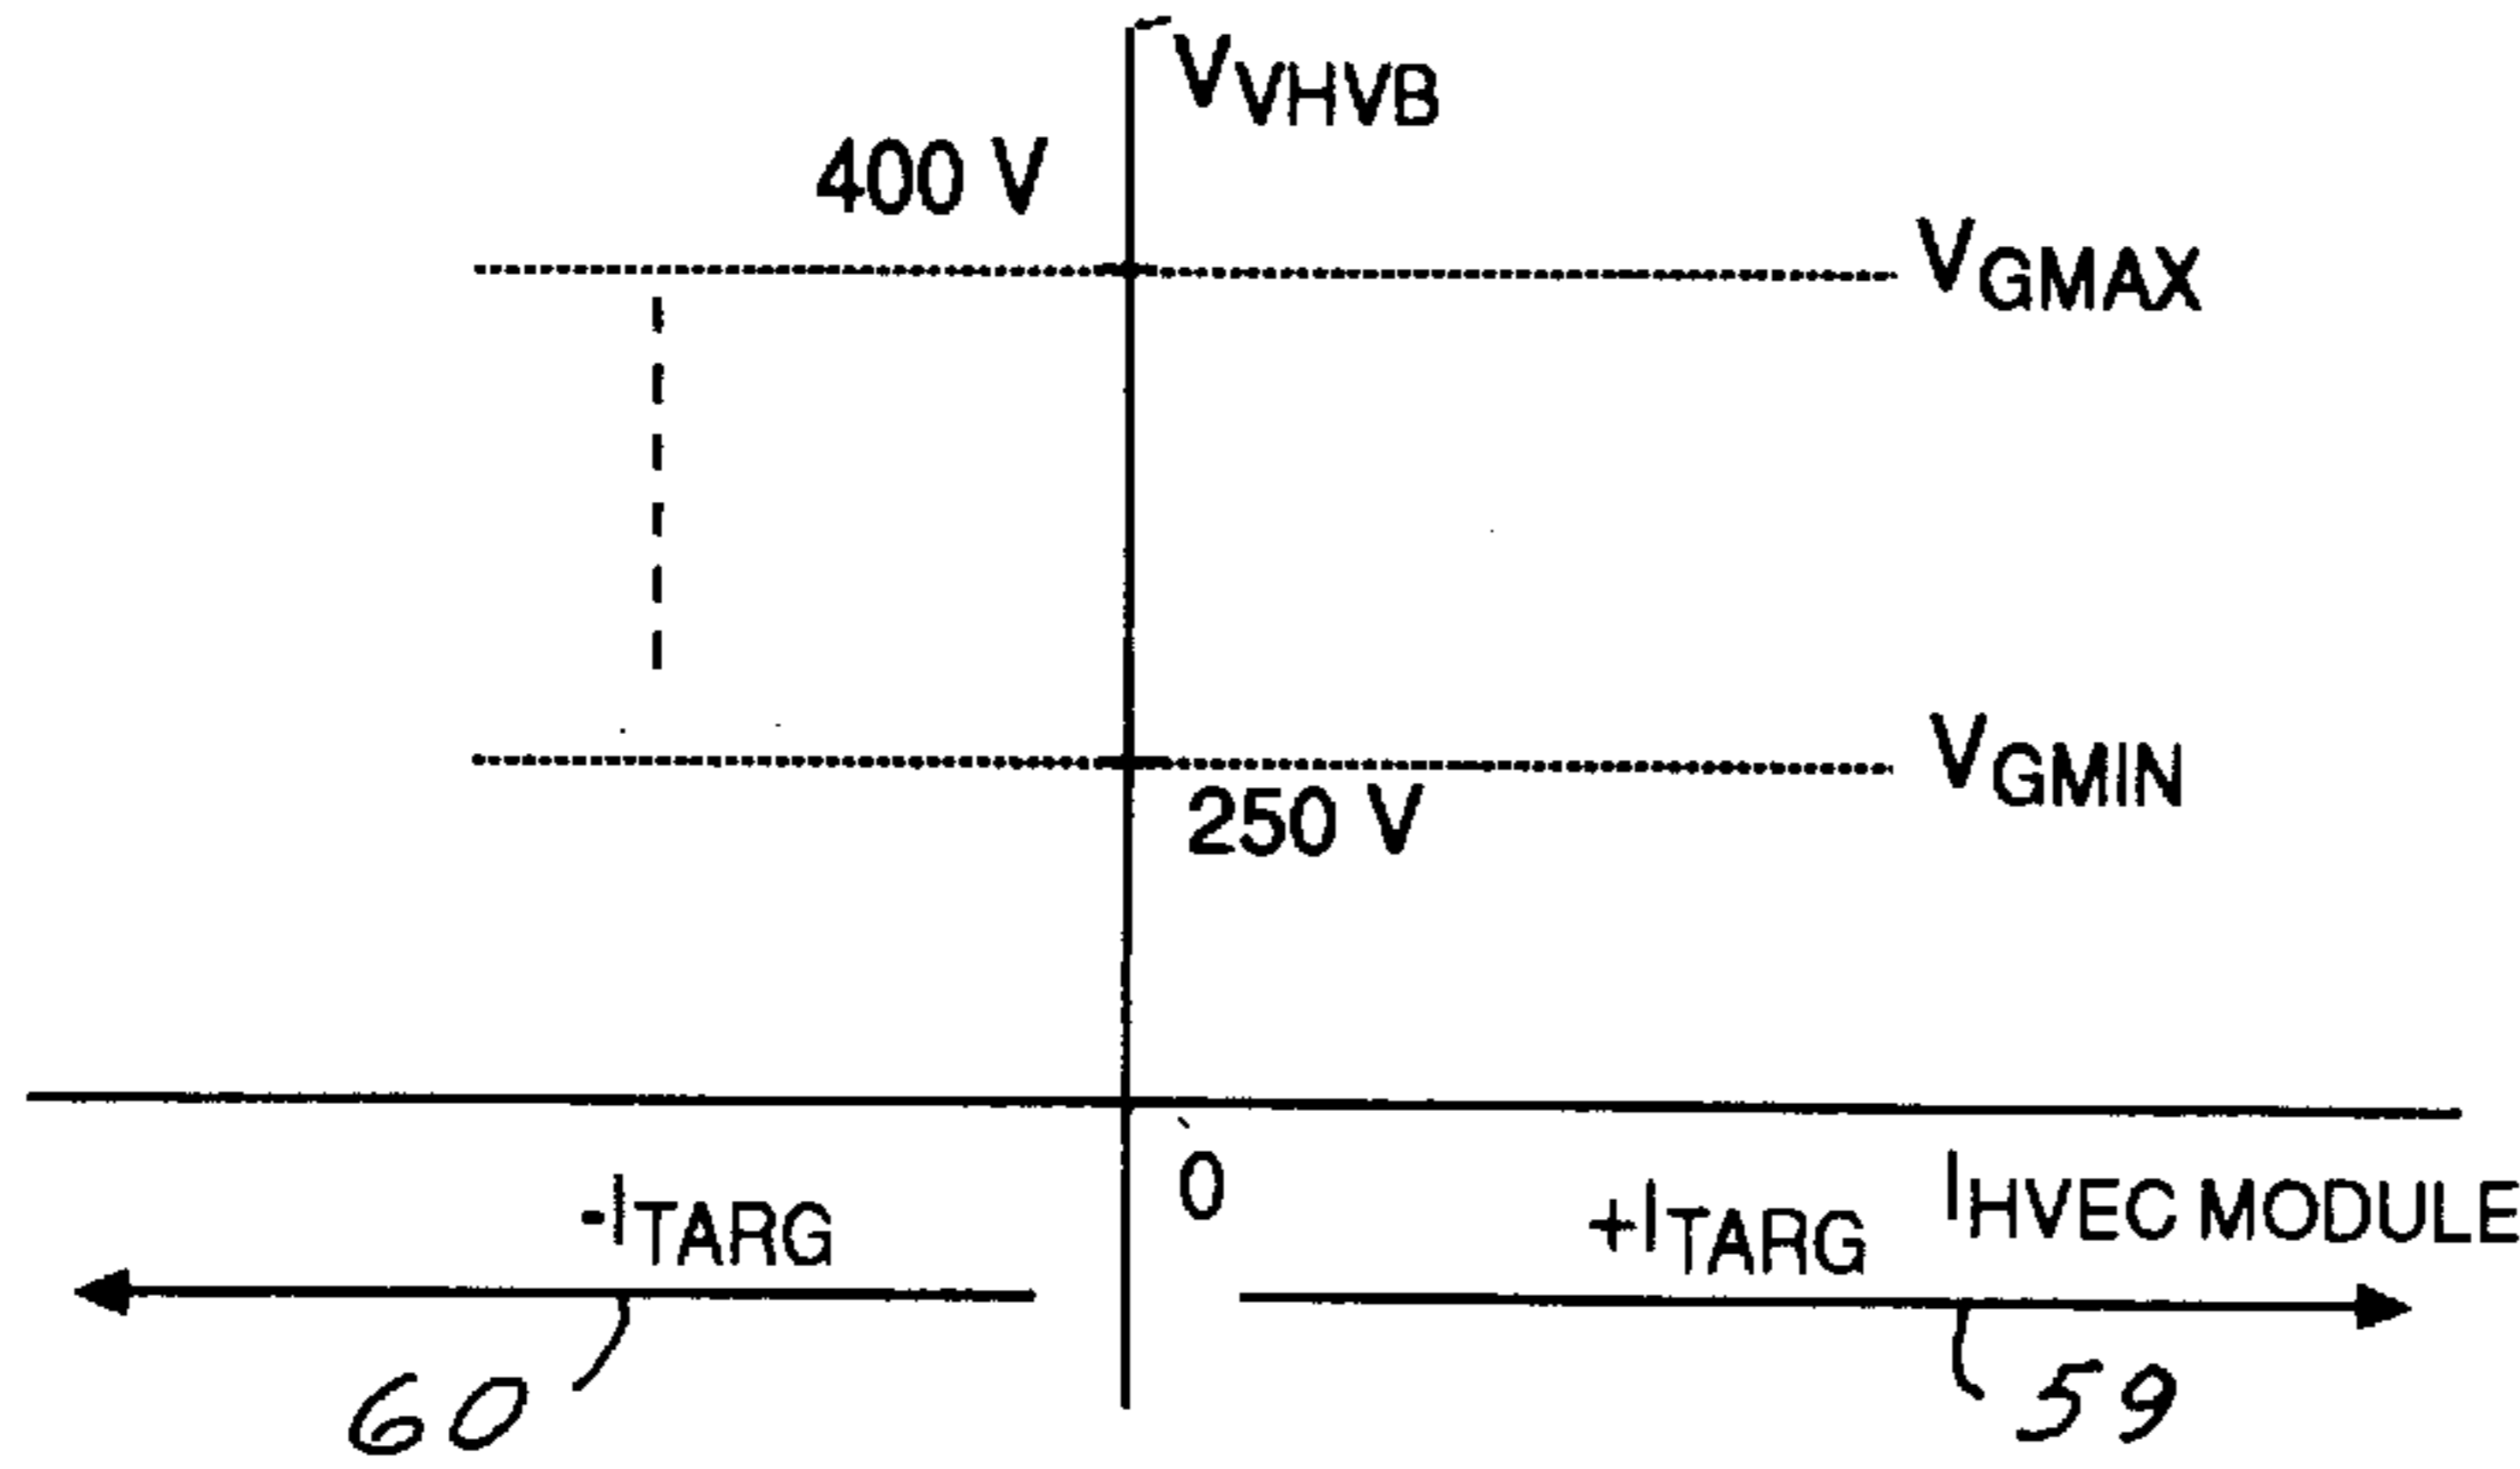 VVHVB
400 V
VGMAX
VGMIN
250 V
0
-ITARG
+ITARG
IHVEC MODULE
60
59